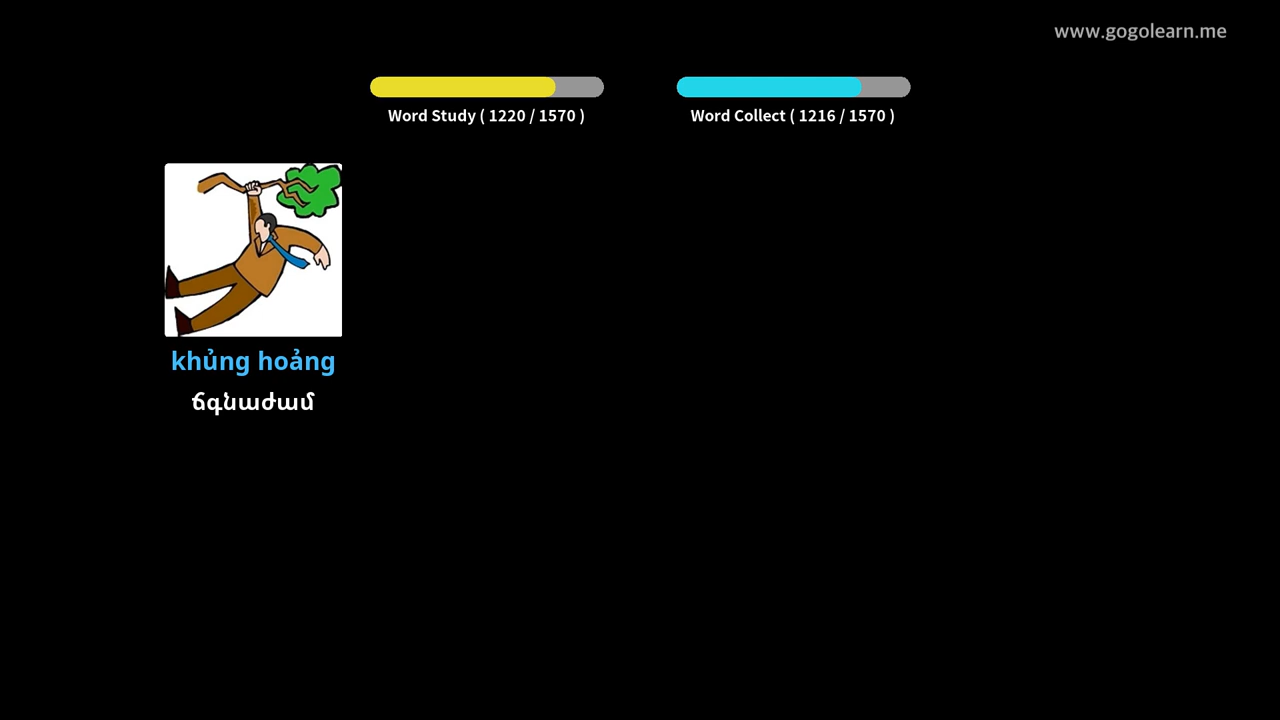 www.gogolearn.me
Word Study ( 1220 / 1570 )
Word Collect ( 1216 / 1570 )
khủng hoảng
ճգնաժամ